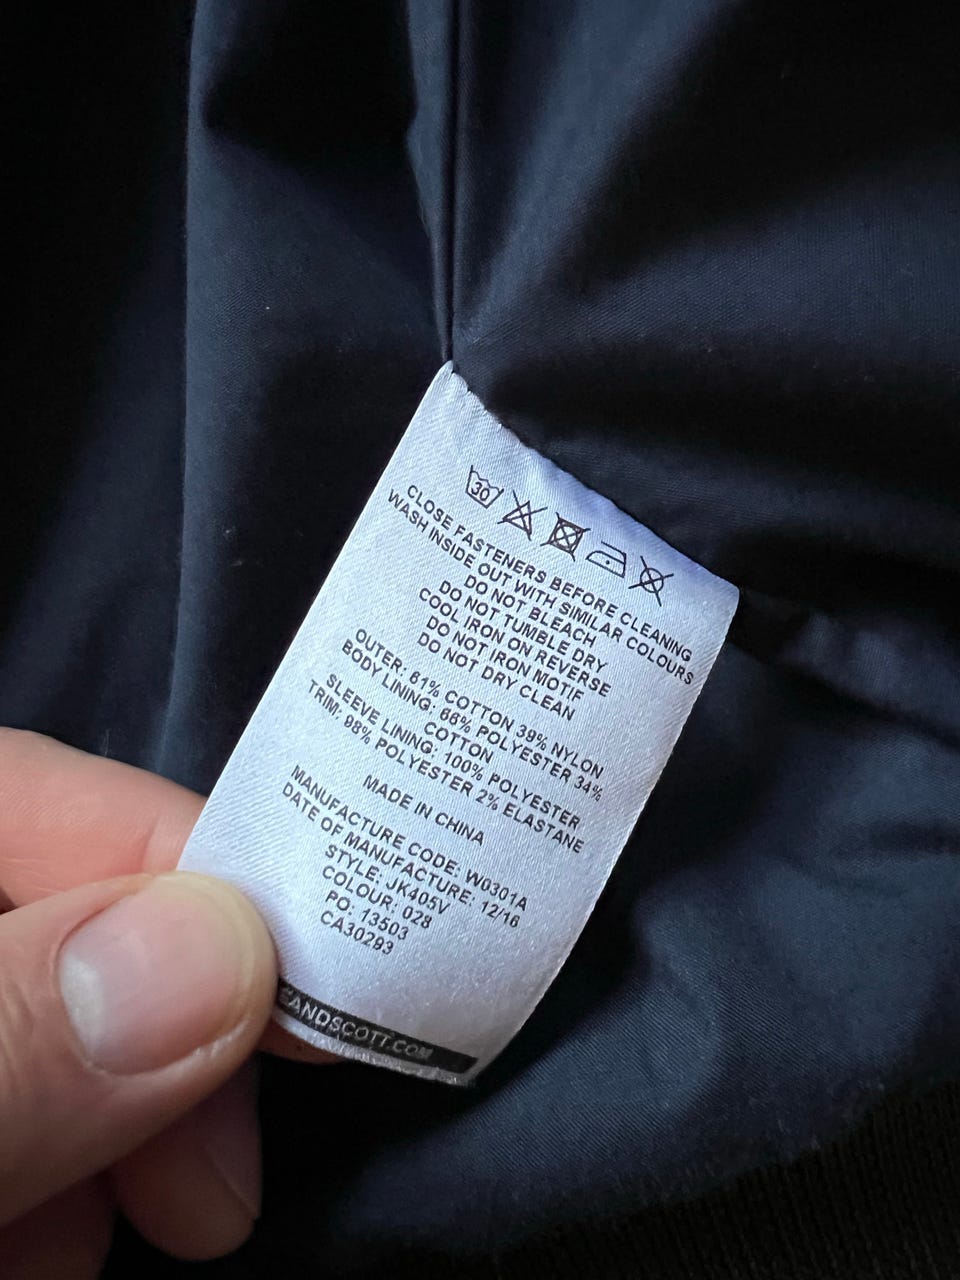 30
CLOSE FASTENERS BEFORE CLEANING
WASH INSIDE OUT WITH SIMILAR COLOURS
DO NOT BLEACH
DO NOT TUMBLE DRY
COOL IRON ON REVERSE
DO NOT IRON MOTIF
DO NOT DRY CLEAN
OUTER: 61% COTTON 39% NYLON
BODY LINING: 66% POLYESTER 34%
COTTON
SLEEVE LINING: 100% POLYESTER
TRIM: 98% POLYESTER 2% ELASTANE
MADE IN CHINA
MANUFACTURE CODE: W0301A
DATE OF MANUFACTURE: 12/16
STYLE: JK405V
COLOUR: 028
PO: 13503
CA30293
EANDSCOTT.COM